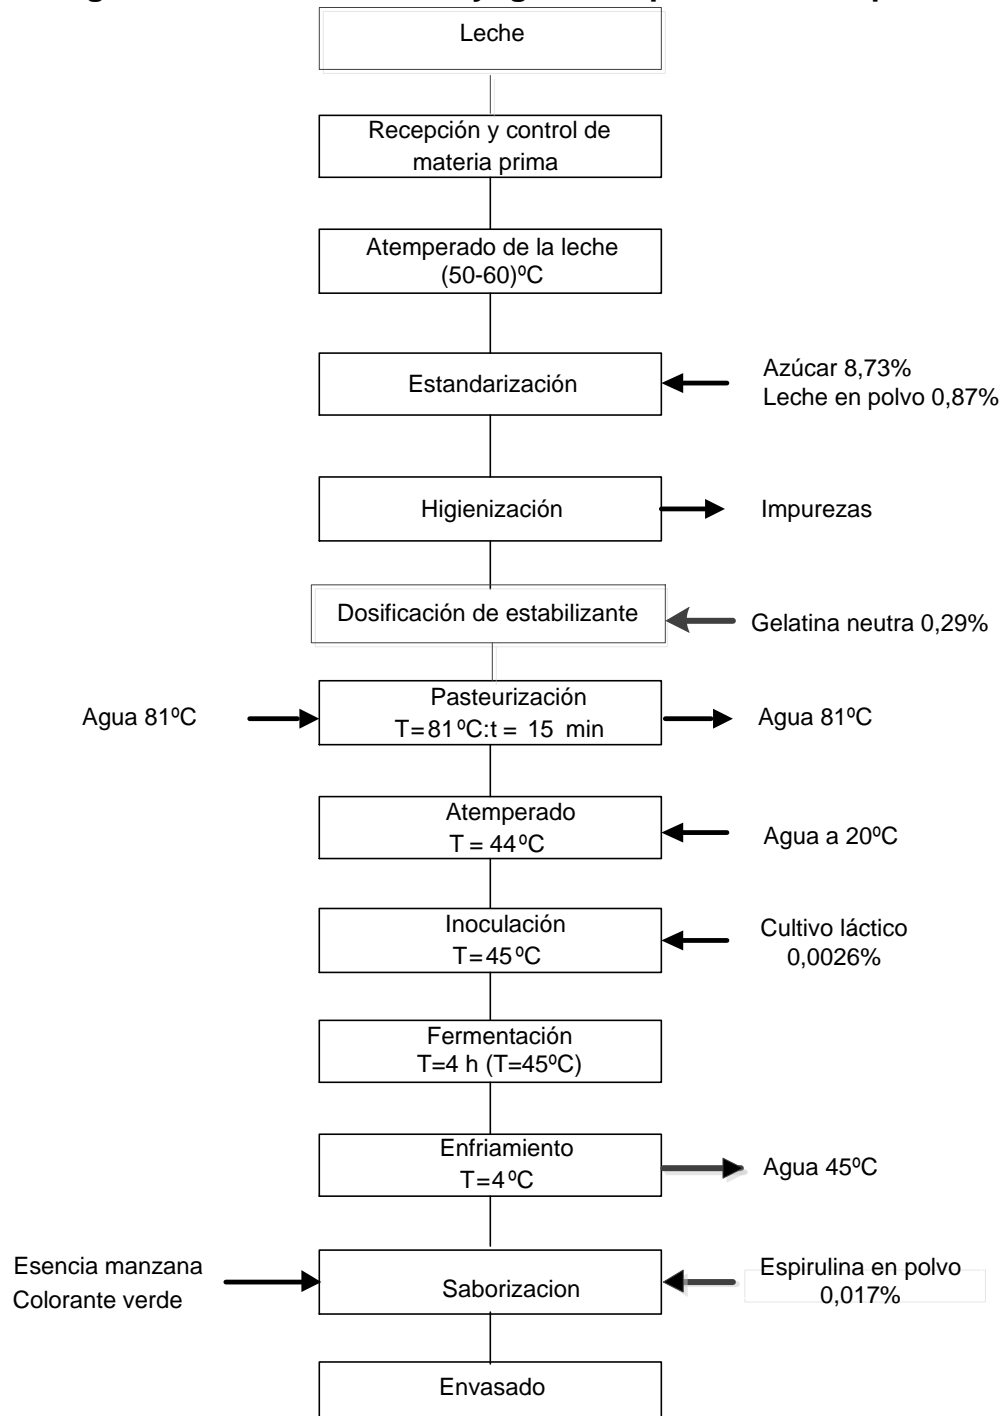 Leche
Recepción y control de
materia prima
Atemperado de la leche
(50-60)ºC
Estandarización
Azúcar 8,73%
Leche en polvo 0,87%
Higienización
Impurezas
Dosificación de estabilizante
Gelatina neutra 0,29%
Agua 81ºC
Pasteurización
T=81ºC:t = 15 min
Agua 81ºC
Atemperado
T = 44ºC
Agua a 20ºC
Inoculación
T=45ºC
Cultivo láctico
0,0026%
Fermentación
T=4 h (T=45ºC)
Enfriamiento
T=4ºC
Agua 45ºC
Esencia manzana
Colorante verde
Saborizacion
Espirulina en polvo
0,017%
Envasado